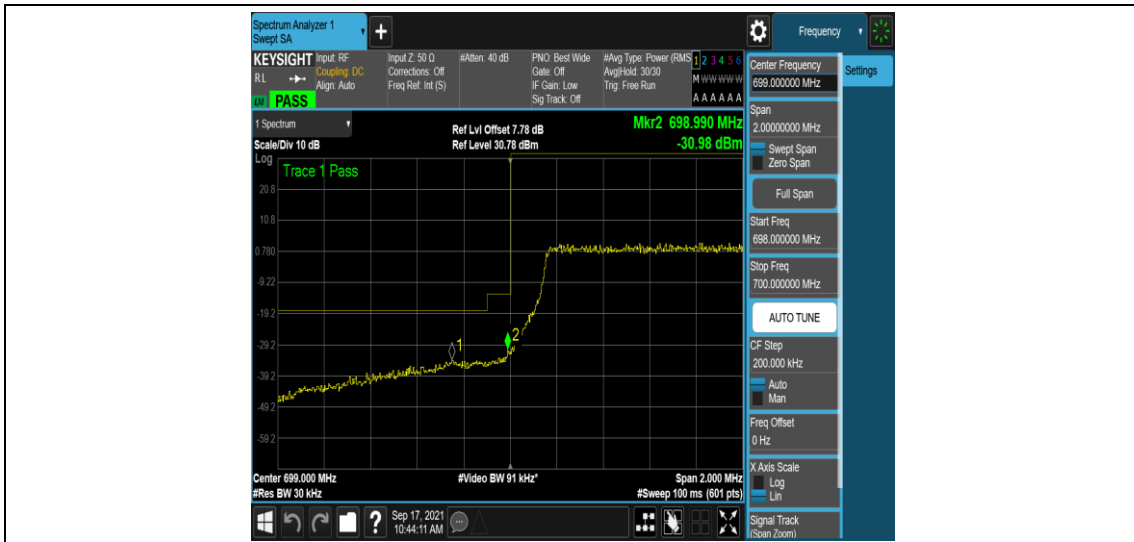 Spectrum Analyzer 1
Swept SA
+
Frequency
KEYSIGHT
RL
LXI
PASS
Input: RF
Coupling: DC
Align: Auto
Input Z: 50 Ω
Corrections: Off
Freq Ref: Int (S)
#Atten: 40 dB
PNO: Best Wide
Gate: Off
IF Gain: Low
Sig Track: Off
#Avg Type: Power (RMS
Avg|Hold: 30/30
Trig: Free Run
1 2 3 4 5 6
M W W W W W
A A A A A A
1 Spectrum
Scale/Div 10 dB
Ref Lvl Offset 7.78 dB
Ref Level 30.78 dBm
Mkr2 698.990 MHz
-30.98 dBm
Log
Trace 1 Pass
20.8
10.8
0.780
-9.22
-19.2
-29.2
-39.2
-49.2
-59.2
1
2
Center 699.000 MHz
#Res BW 30 kHz
#Video BW 91 kHz*
Span 2.000 MHz
#Sweep 100 ms (601 pts)
?
Sep 17, 2021
10:44:11 AM
Center Frequency
699.000000 MHz
Settings
Span
2.00000000 MHz
Swept Span
Zero Span
Full Span
Start Freq
698.000000 MHz
Stop Freq
700.000000 MHz
AUTO TUNE
CF Step
200.000 kHz
Auto
Man
Freq Offset
0 Hz
X Axis Scale
Log
Lin
Signal Track
(Span Zoom)